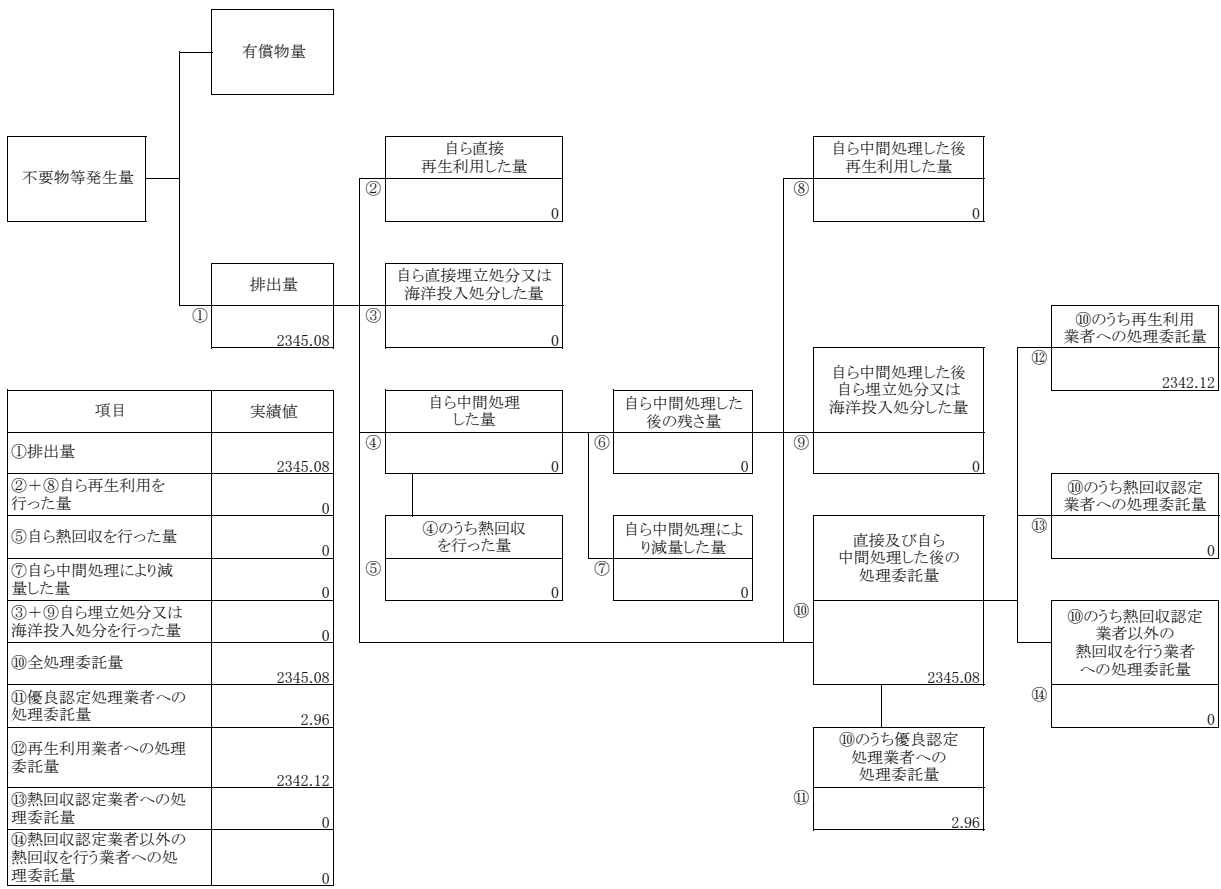 有償物量
不要物等発生量
自ら直接
再生利用した量
②
0
自ら中間処理した後
再生利用した量
⑧
0
排出量
①
2345.08
自ら直接埋立処分又は
海洋投入処分した量
③
0
⑩のうち再生利用
業者への処理委託量
⑫
2342.12
自ら中間処理
した量
④
0
自ら中間処理した
後の残さ量
⑥
0
自ら中間処理した後
自ら埋立処分又は
海洋投入処分した量
⑨
0
⑩のうち熱回収認定
業者への処理委託量
⑬
0
④のうち熱回収
を行った量
⑤
0
自ら中間処理によ
り減量した量
⑦
0
直接及び自ら
中間処理した後の
処理委託量
⑩
2345.08
⑩のうち熱回収認定
業者以外の
熱回収を行う業者
への処理委託量
⑭
0
⑩のうち優良認定
処理業者への
処理委託量
⑪
2.96
項目
実績値
①排出量
2345.08
②＋⑧自ら再生利用を
行った量
0
⑤自ら熱回収を行った量
0
⑦自ら中間処理により減
量した量
0
③＋⑨自ら埋立処分又は
海洋投入処分を行った量
0
⑩全処理委託量
2345.08
⑪優良認定処理業者への
処理委託量
2.96
⑫再生利用業者への処理
委託量
2342.12
⑬熱回収認定業者への処
理委託量
0
⑭熱回収認定業者以外の
熱回収を行う業者への処
理委託量
0